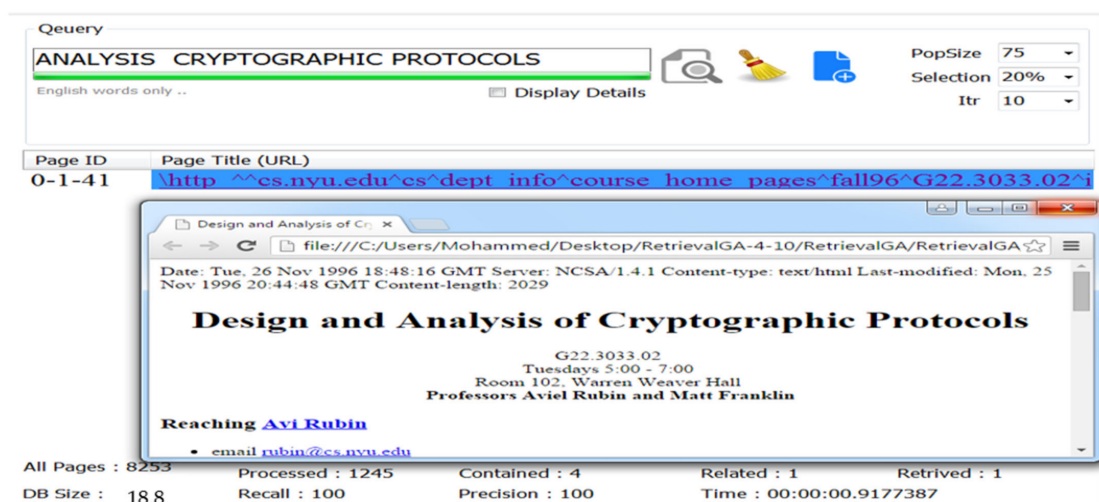 Qeuery
ANALYSIS CRYPTOGRAPHIC PROTOCOLS
English words only ..
Display Details
PopSize 75
Selection 20%
Itr 10
Page ID Page Title (URL)
0-1-41 \http_^^cs.nyu.edu^cs^dept_info^course_home_pages^fall96^G22.3033.02^i
Design and Analysis of Cr
file:///C:/Users/Mohammed/Desktop/RetrievalGA-4-10/RetrievalGA/RetrievalGA
Date: Tue, 26 Nov 1996 18:48:16 GMT Server: NCSA/1.4.1 Content-type: text/html Last-modified: Mon, 25
Nov 1996 20:44:48 GMT Content-length: 2029
Design and Analysis of Cryptographic Protocols
G22.3033.02
Tuesdays 5:00 - 7:00
Room 102, Warren Weaver Hall
Professors Aviel Rubin and Matt Franklin
Reaching Avi Rubin
• email rubin@cs.nyu.edu
All Pages : 8253 Processed : 1245 Contained : 4 Related : 1 Retrived : 1
DB Size : 18.8 Recall : 100 Precision : 100 Time : 00:00:00.9177387